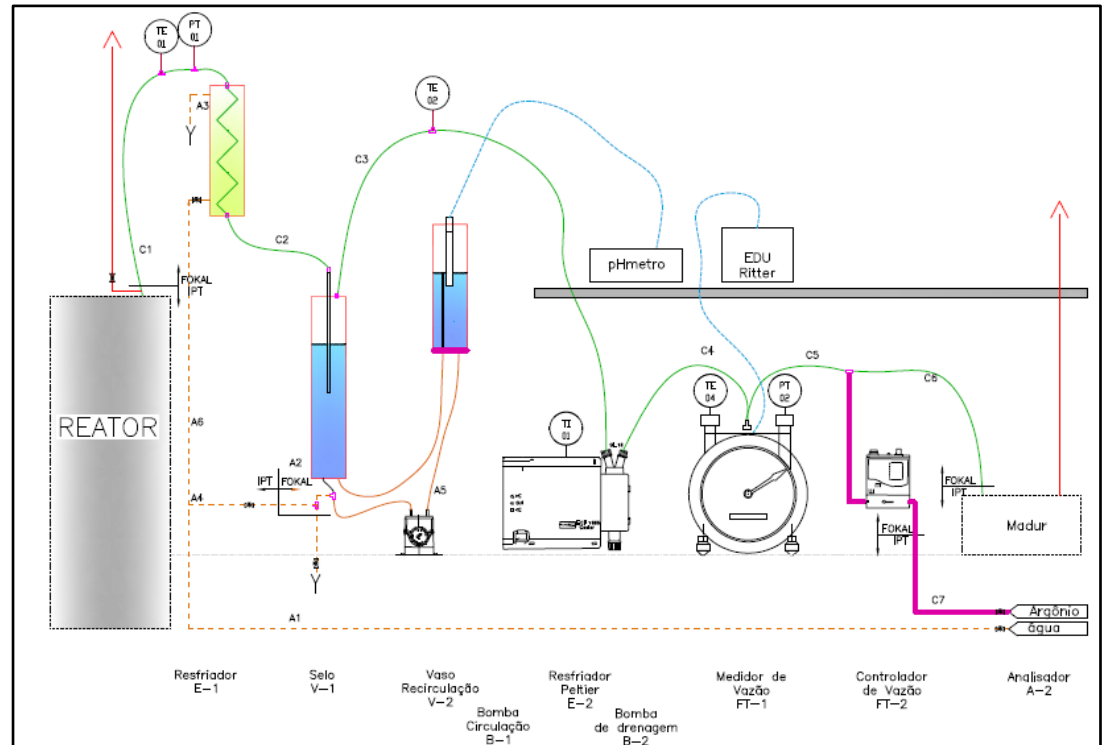 TE
01
PT
01
A3
TE
02
C3
C2
C1
FOKAL
IPT
pHmetro
EDU
Ritter
REATOR
C4
C5
C6
TE
04
PT
02
TI
01
A6
A2
A5
A4
IPT
FOKAL
FOKAL
IPT
FOKAL
IPT
Madur
C7
Argônio
água
A1
Resfriador
E-1
Selo
V-1
Vaso
Recirculação
V-2
Bomba
Circulação
B-1
Resfriador
Peltier
E-2
Bomba
de drenagem
B-2
Medidor de
Vazão
FT-1
Controlador
de Vazão
FT-2
Analisador
A-2